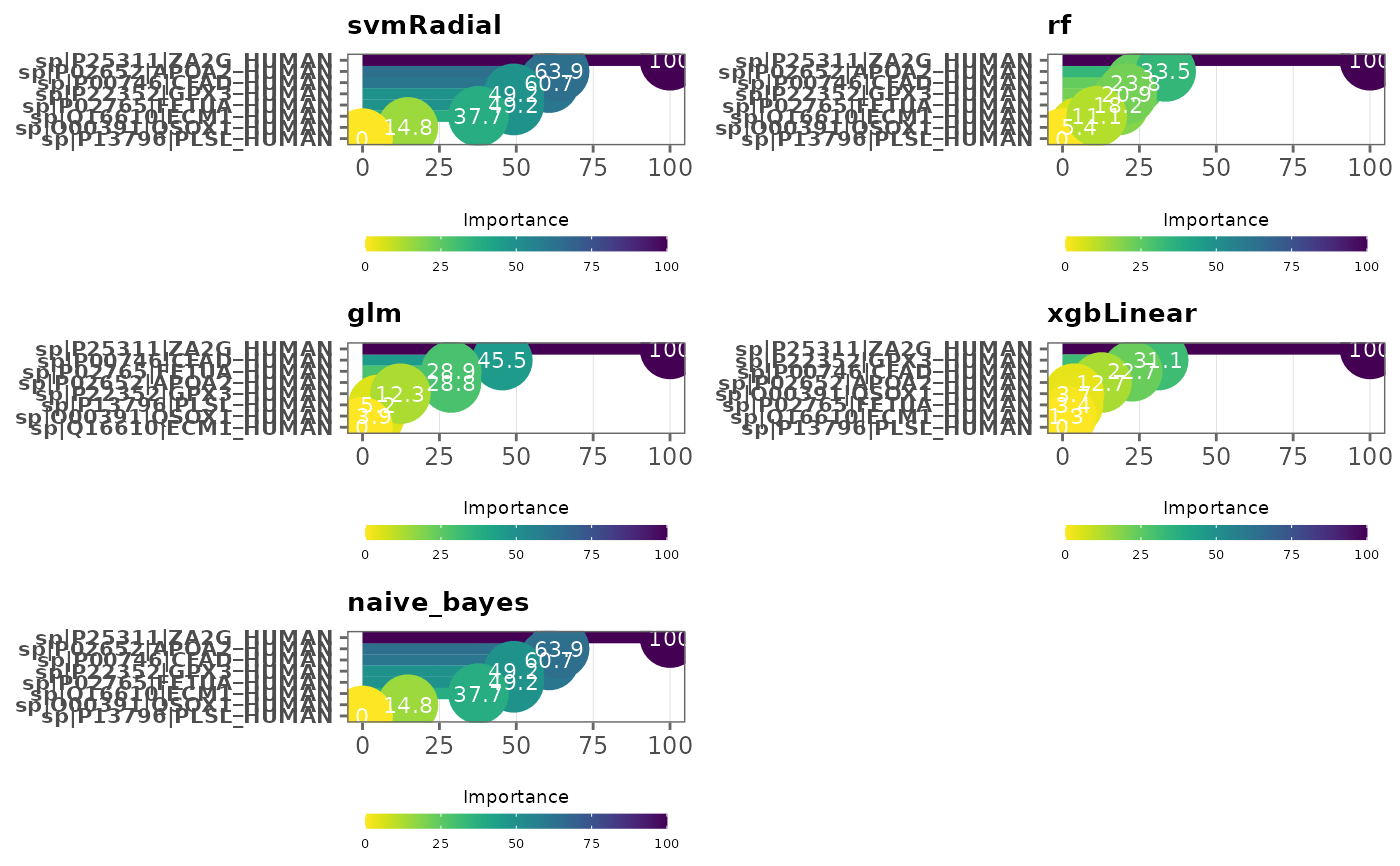 svmRadial
sp|P25311|ZA2G_HUMAN
sp|P02652|APOA2_HUMAN
sp|P00746|CFAD_HUMAN
sp|P22352|GPX3_HUMAN
sp|P02765|FETUA_HUMAN
sp|Q16610|ECM1_HUMAN
sp|O00391|QSOX1_HUMAN
sp|P13796|PLSL_HUMAN
100
63.9
60.7
49.2
49.2
37.7
14.8
0
0 25 50 75 100
Importance
0 25 50 75 100
rf
sp|P25311|ZA2G_HUMAN
sp|P02652|APOA2_HUMAN
sp|P00746|CFAD_HUMAN
sp|P22352|GPX3_HUMAN
sp|P02765|FETUA_HUMAN
sp|Q16610|ECM1_HUMAN
sp|O00391|QSOX1_HUMAN
sp|P13796|PLSL_HUMAN
100
33.5
23.8
20.9
18.2
11.1
5.4
0
0 25 50 75 100
Importance
0 25 50 75 100
glm
sp|P25311|ZA2G_HUMAN
sp|P00746|CFAD_HUMAN
sp|P02765|FETUA_HUMAN
sp|P02652|APOA2_HUMAN
sp|P22352|GPX3_HUMAN
sp|P13796|PLSL_HUMAN
sp|O00391|QSOX1_HUMAN
sp|Q16610|ECM1_HUMAN
100
45.5
28.9
28.8
12.3
3.9
0
0 25 50 75 100
Importance
0 25 50 75 100
xgbLinear
sp|P25311|ZA2G_HUMAN
sp|P22352|GPX3_HUMAN
sp|P00746|CFAD_HUMAN
sp|P02652|APOA2_HUMAN
sp|O00391|QSOX1_HUMAN
sp|P02765|FETUA_HUMAN
sp|Q16610|ECM1_HUMAN
sp|P13796|PLSL_HUMAN
100
31.1
22.7
12.7
3.7
3.4
1.3
0
0 25 50 75 100
Importance
0 25 50 75 100
naive_bayes
sp|P25311|ZA2G_HUMAN
sp|P02652|APOA2_HUMAN
sp|P00746|CFAD_HUMAN
sp|P22352|GPX3_HUMAN
sp|P02765|FETUA_HUMAN
sp|Q16610|ECM1_HUMAN
sp|O00391|QSOX1_HUMAN
sp|P13796|PLSL_HUMAN
100
63.9
60.7
49.2
49.2
37.7
14.8
0
0 25 50 75 100
Importance
0 25 50 75 100